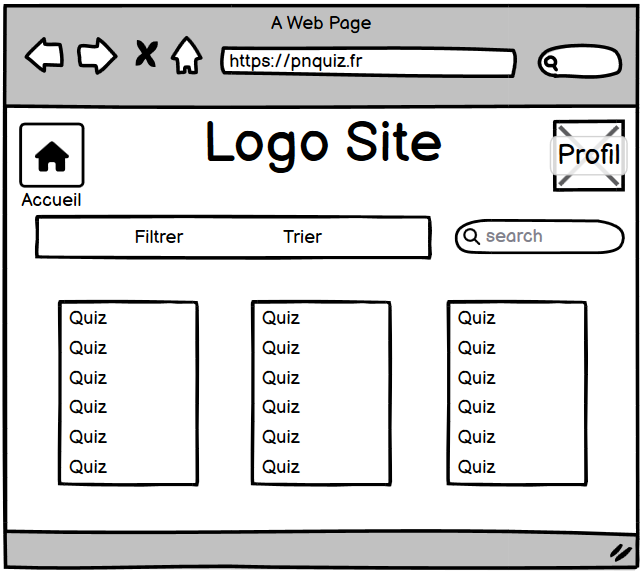 A Web Page
https://pnquiz.fr
Logo Site
Profil
Accueil
Filtrer Trier search
Quiz Quiz Quiz
Quiz Quiz Quiz
Quiz Quiz Quiz
Quiz Quiz Quiz
Quiz Quiz Quiz
Quiz Quiz Quiz